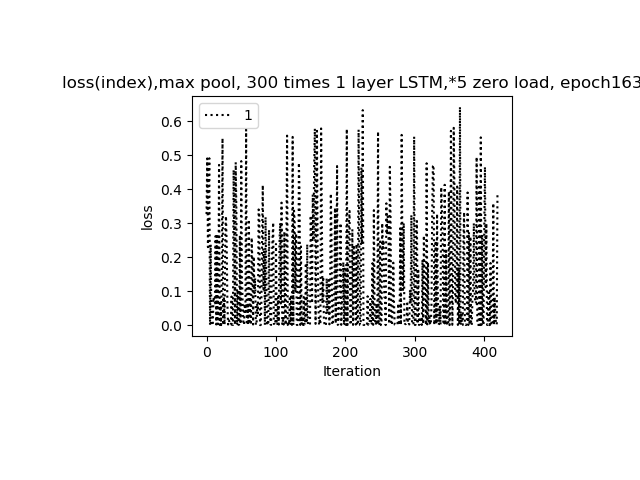 loss(index),max pool, 300 times 1 layer LSTM,*5 zero load, epoch163
1
0.6
0.5
0.4
0.3
0.2
0.1
0.0
loss
0 100 200 300 400
Iteration